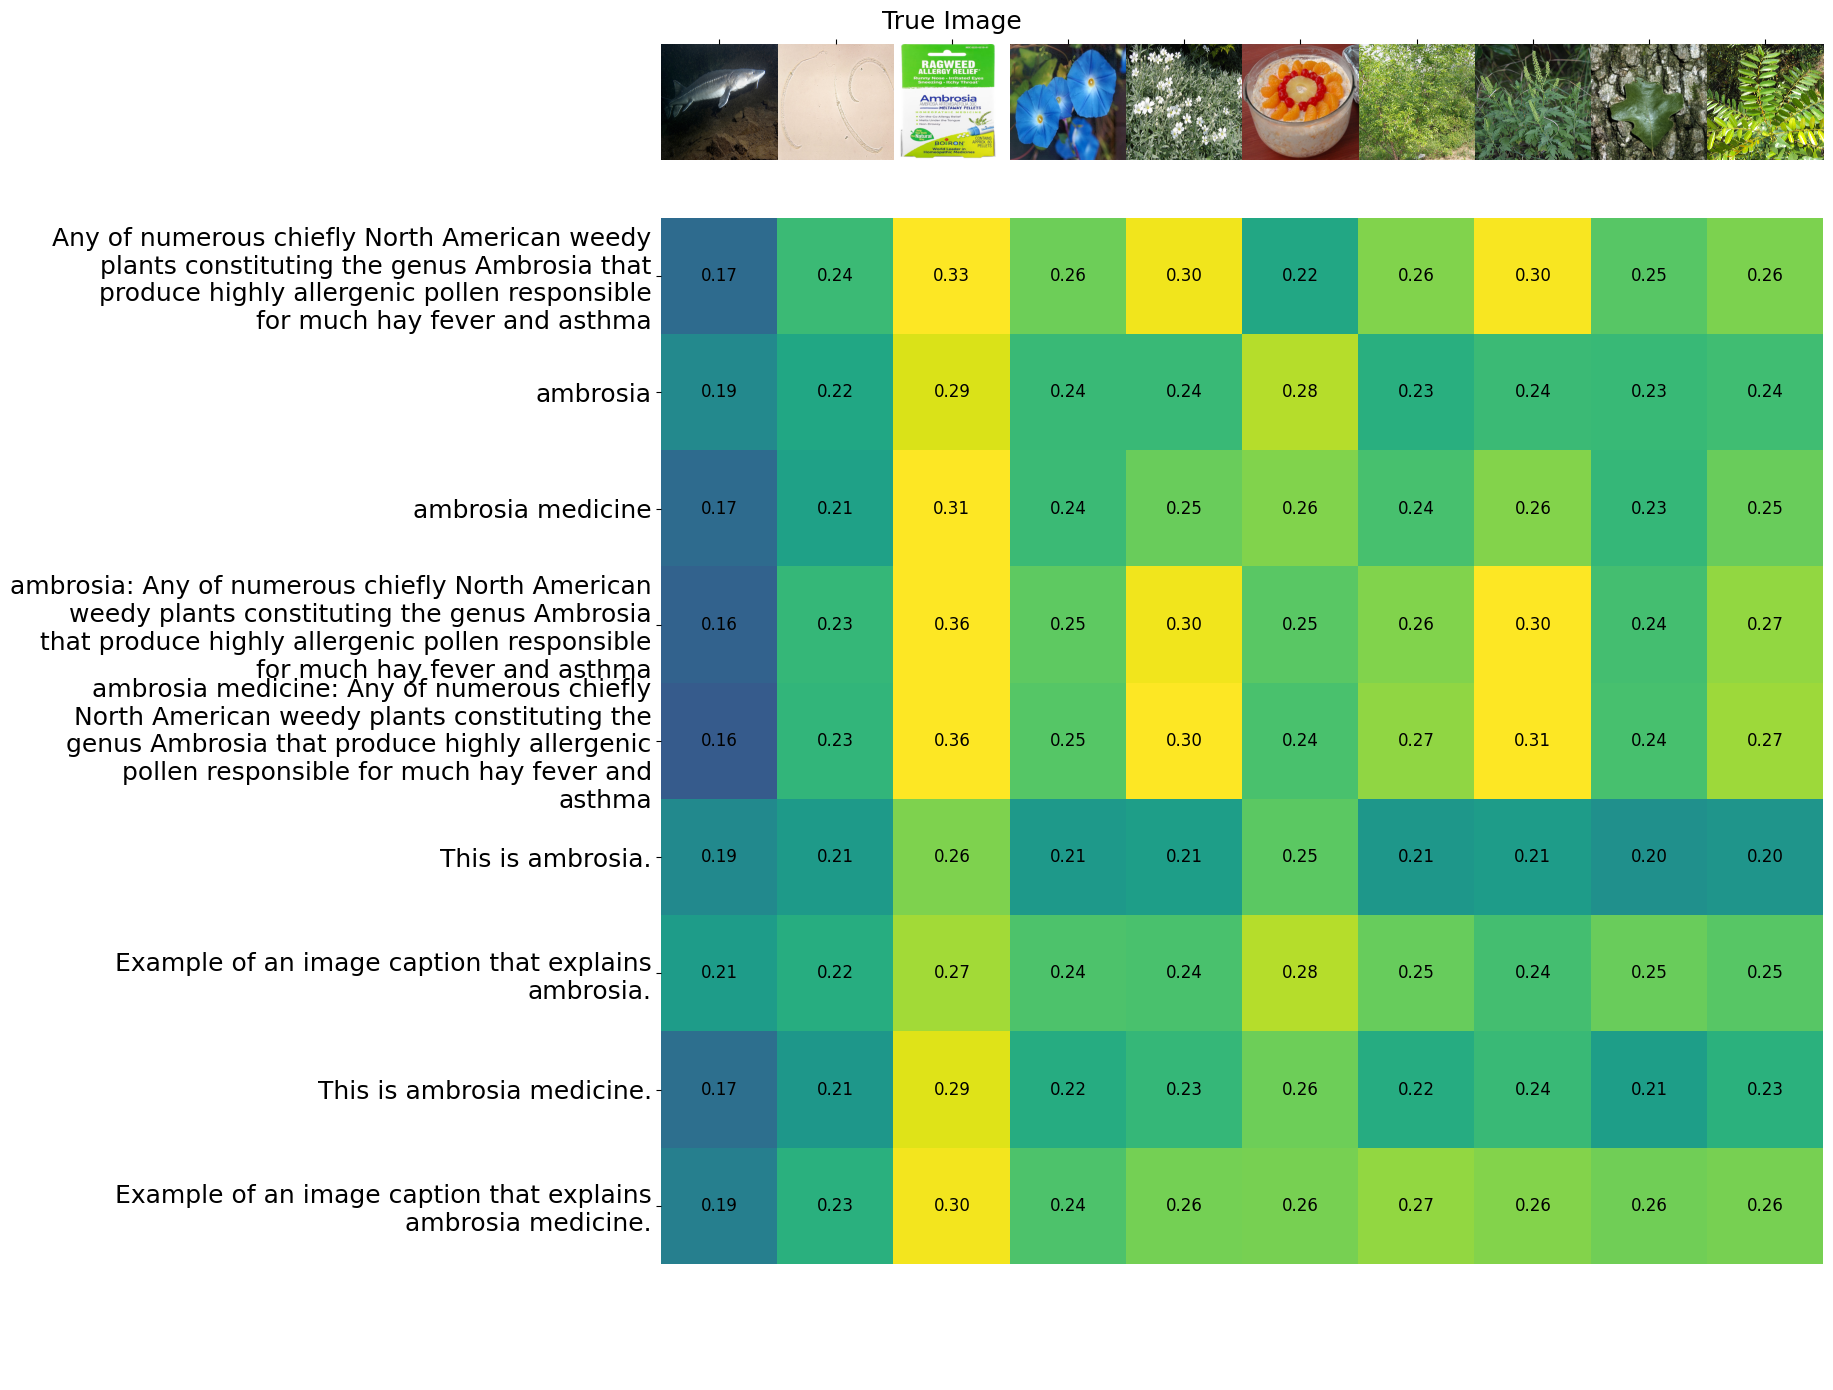 True Image
RAGWEED
ALLERGY RELIEF
Ambrosia
MELTAWAY PELLETS
BOIRON
Any of numerous chiefly North American weedy
plants constituting the genus Ambrosia that
produce highly allergenic pollen responsible
for much hay fever and asthma
0.17 0.24 0.33 0.26 0.30 0.22 0.26 0.30 0.25 0.26
ambrosia
0.19 0.22 0.29 0.24 0.24 0.28 0.23 0.24 0.23 0.24
ambrosia medicine
0.17 0.21 0.31 0.24 0.25 0.26 0.24 0.26 0.23 0.25
ambrosia: Any of numerous chiefly North American
weedy plants constituting the genus Ambrosia
that produce highly allergenic pollen responsible
for much hay fever and asthma
0.16 0.23 0.36 0.25 0.30 0.25 0.26 0.30 0.24 0.27
ambrosia medicine: Any of numerous chiefly
North American weedy plants constituting the
genus Ambrosia that produce highly allergenic
pollen responsible for much hay fever and
asthma
0.16 0.23 0.36 0.25 0.30 0.24 0.27 0.31 0.24 0.27
This is ambrosia.
0.19 0.21 0.26 0.21 0.21 0.25 0.21 0.21 0.20 0.20
Example of an image caption that explains
ambrosia.
0.21 0.22 0.27 0.24 0.24 0.28 0.25 0.24 0.25 0.25
This is ambrosia medicine.
0.17 0.21 0.29 0.22 0.23 0.26 0.22 0.24 0.21 0.23
Example of an image caption that explains
ambrosia medicine.
0.19 0.23 0.30 0.24 0.26 0.26 0.27 0.26 0.26 0.26